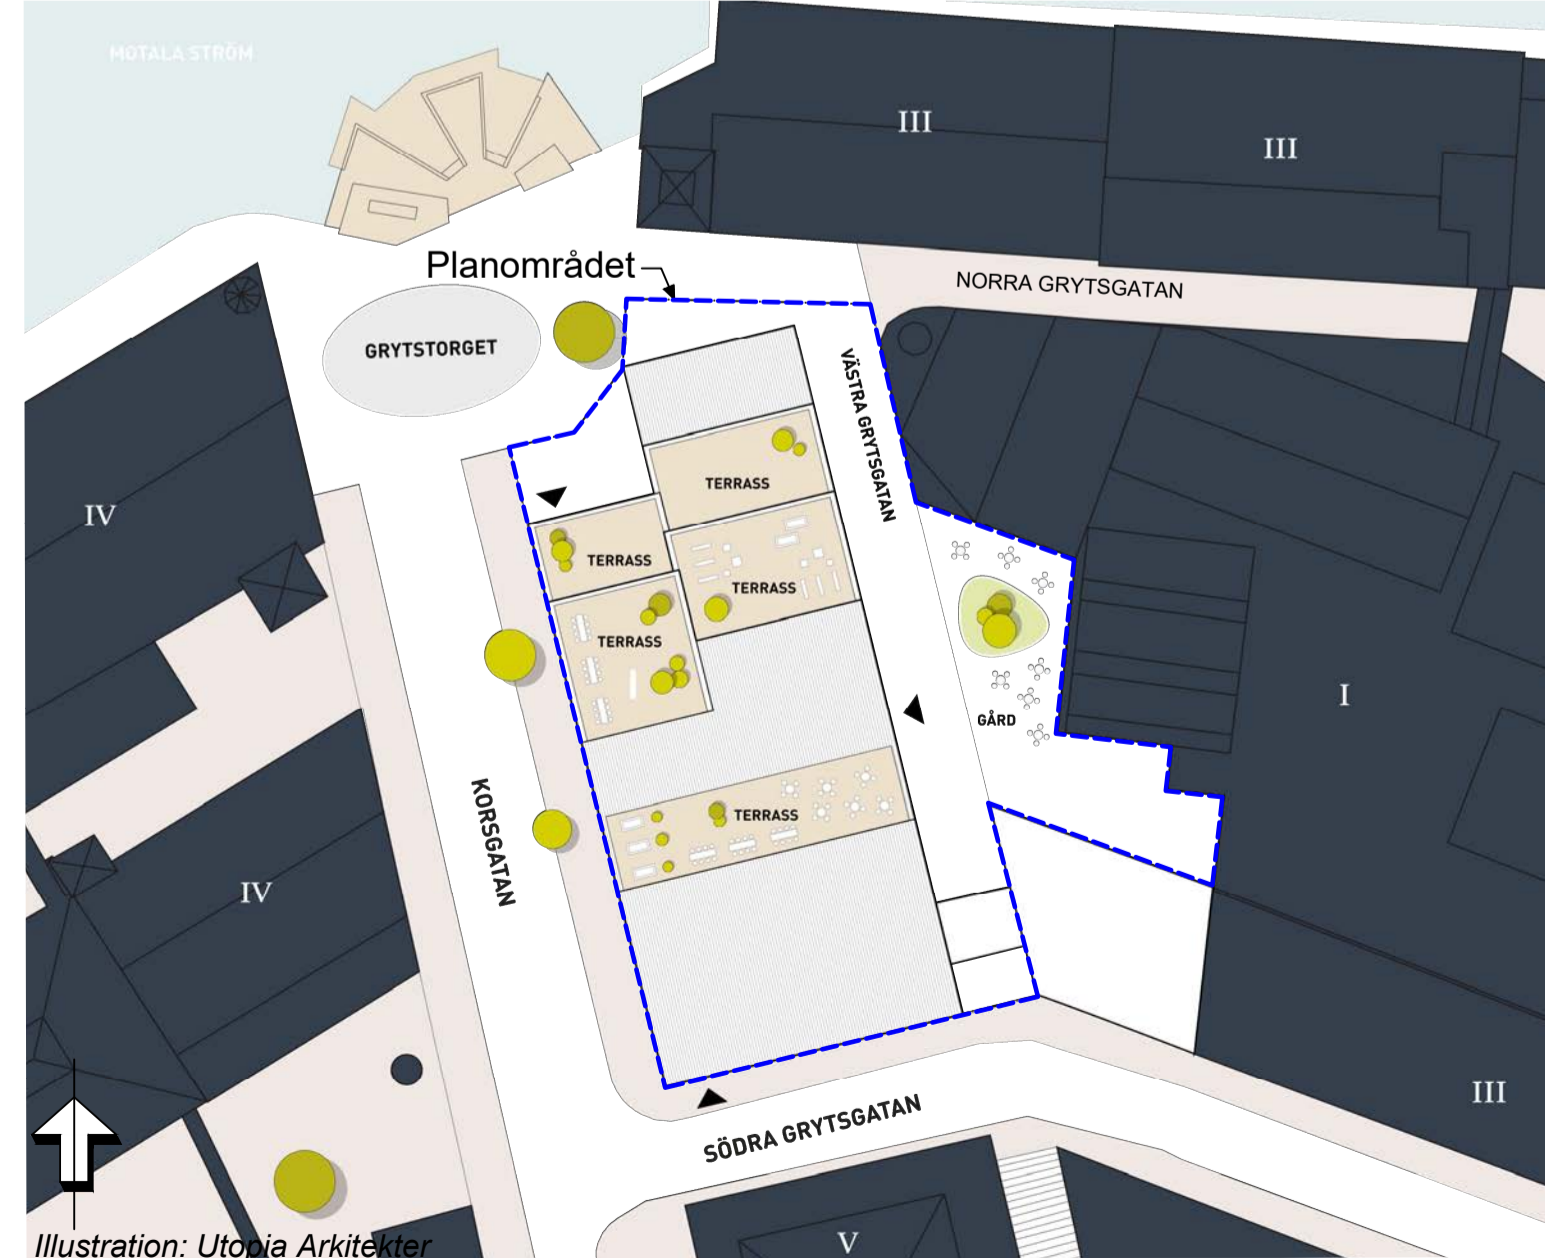 MOTALA STRÖM
III
III
Planområdet
NORRA GRYTSGATAN
GRYTSTORGET
VÄSTRA GRYTSGATAN
TERRASS
IV
TERRASS
TERRASS
TERRASS
I
GÅRD
KORSGATAN
TERRASS
IV
III
SÖDRA GRYTSGATAN
V
Illustration: Utopia Arkitekter